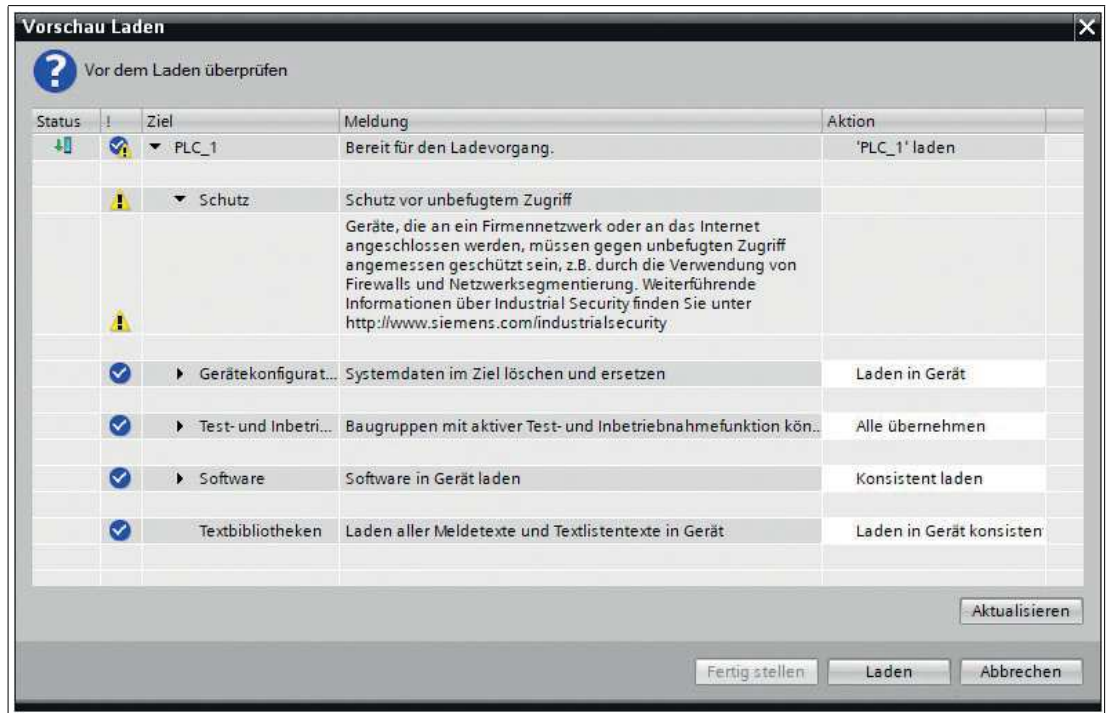 Vorschau Laden
Vor dem Laden überprüfen
Status ! Ziel Meldung Aktion
PLC_1 Bereit für den Ladevorgang. 'PLC_1' laden
Schutz Schutz vor unbefugtem Zugriff
Geräte, die an ein Firmennetzwerk oder an das Internet
angeschlossen werden, müssen gegen unbefugten Zugriff
angemessen geschützt sein, z.B. durch die Verwendung von
Firewalls und Netzwerksegmentierung. Weiterführende
Informationen über Industrial Security finden Sie unter
http://www.siemens.com/industrialsecurity
Gerätekonfigurat... Systemdaten im Ziel löschen und ersetzen Laden in Gerät
Test- und Inbetri... Baugruppen mit aktiver Test- und Inbetriebnahmefunktion kön... Alle übernehmen
Software Software in Gerät laden Konsistent laden
Textbibliotheken Laden aller Meldetexte und Textlistentexte in Gerät Laden in Gerät konsisten
Aktualisieren
Fertig stellen Laden Abbrechen